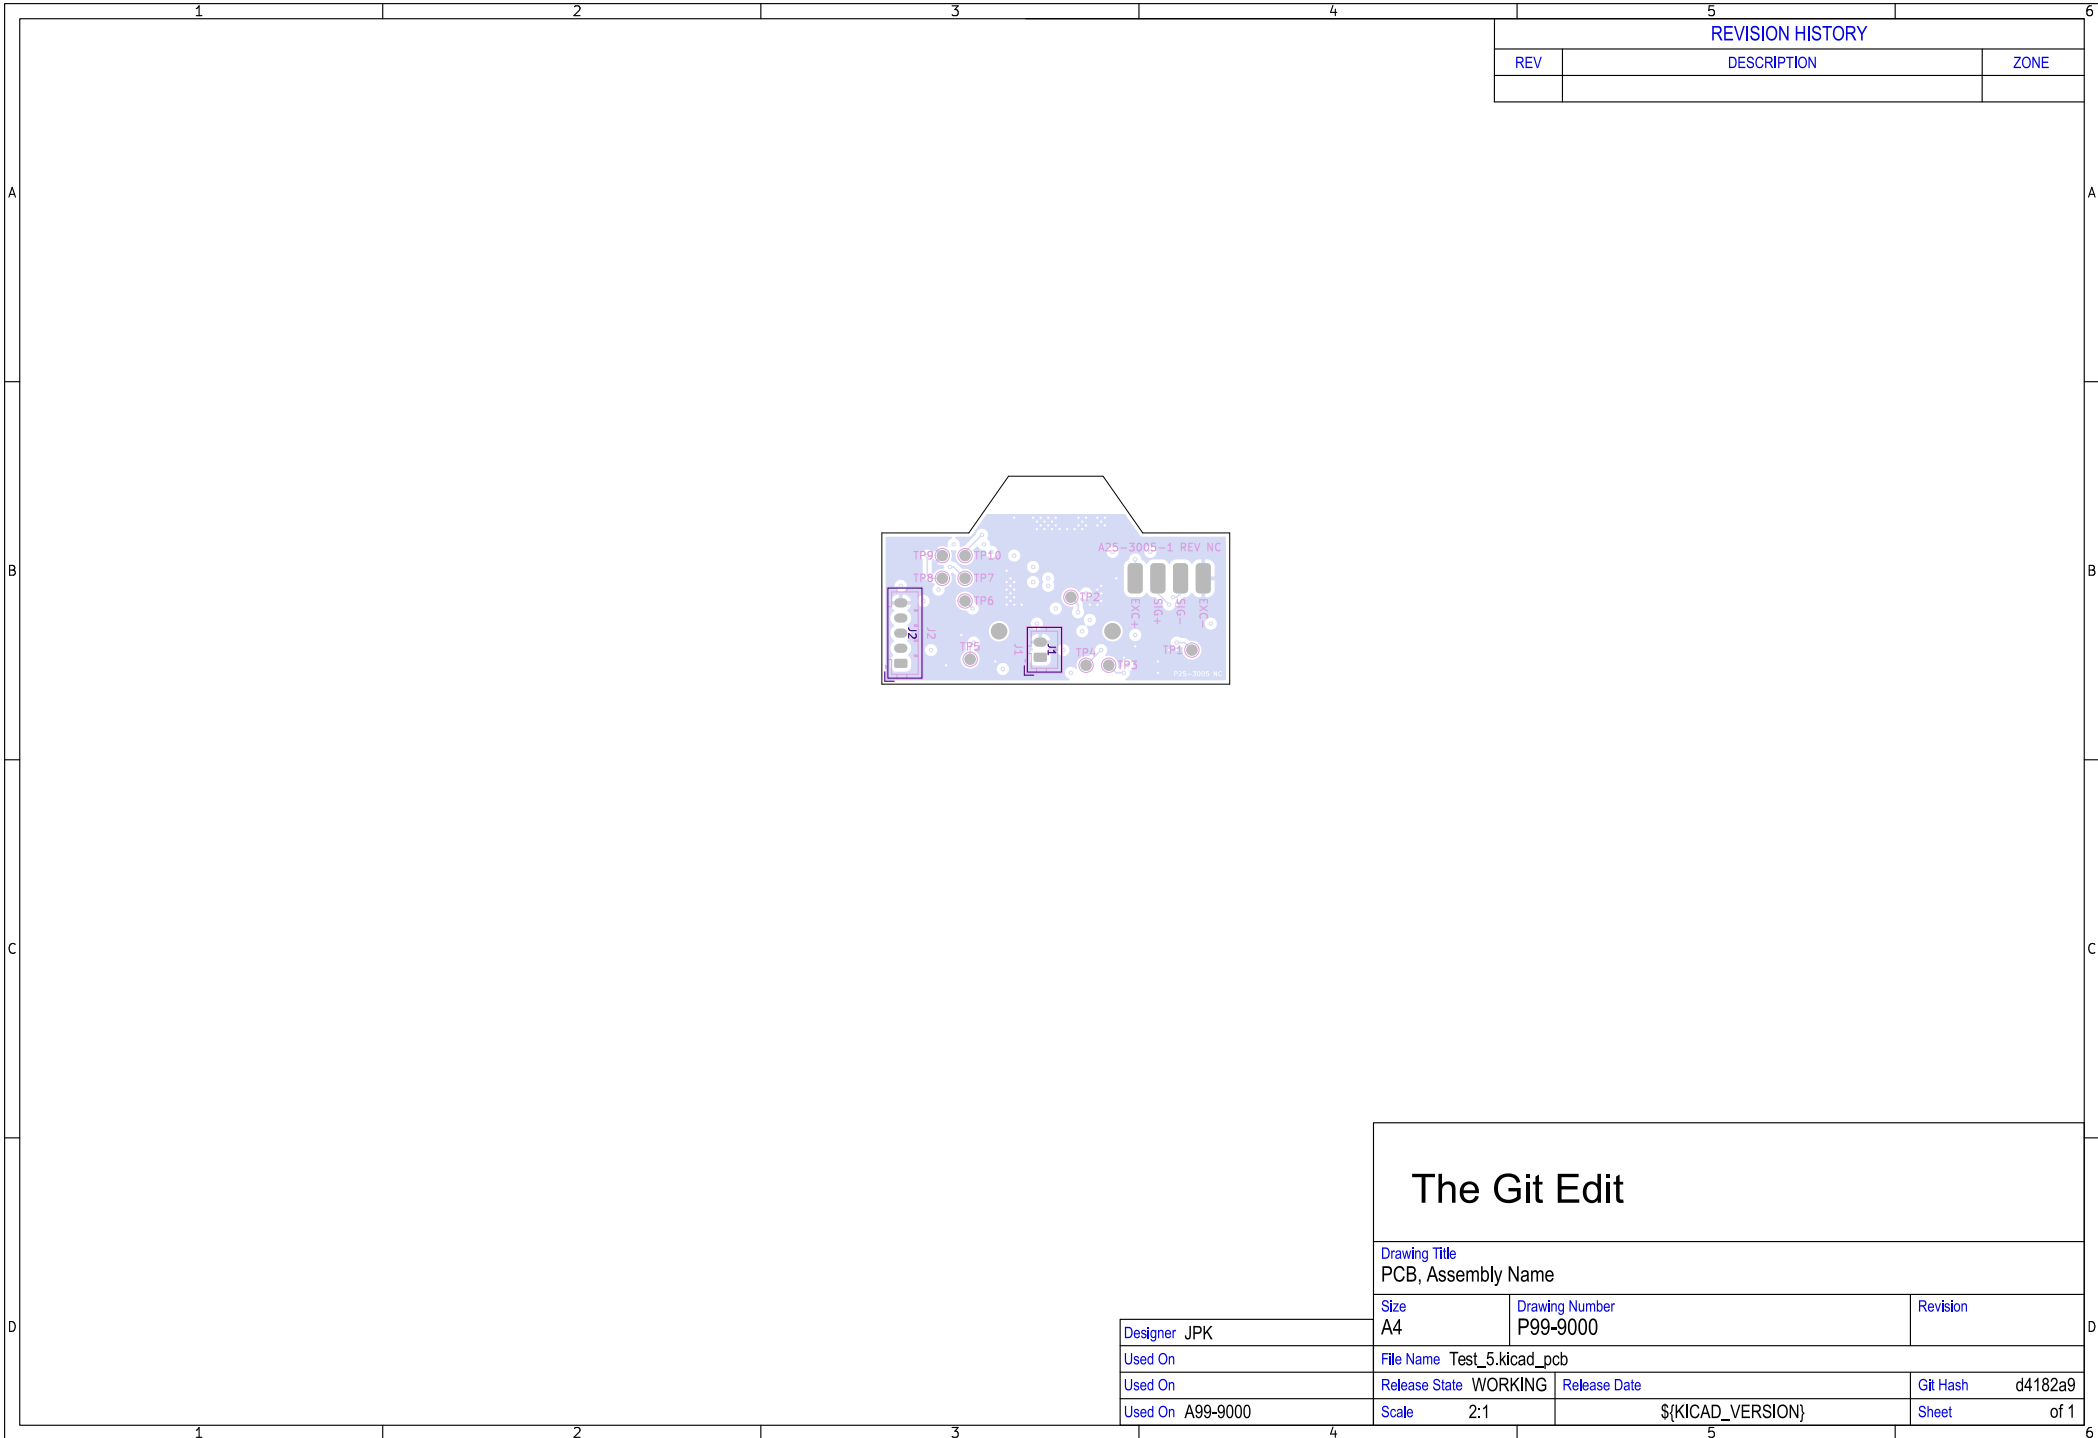 1 2 3 4 5 6
REVISION HISTORY
REV DESCRIPTION ZONE
A A
B B
A25-3005-1 REV NC
TP9 TP10
TP8 TP7
TP6 TP2
EXC+ SIG+ SIG- EXC-
J2 J2
TP5 J1 J1 TP4 TP3 TP1
P25-3005 NC
C C
The Git Edit
Drawing Title
PCB, Assembly Name
Size Drawing Number Revision
A4 P99-9000
D D
Designer JPK
Used On File Name Test_5.kicad_pcb
Used On Release State WORKING Release Date Git Hash d4182a9
Used On A99-9000 Scale 2:1 ${KICAD_VERSION} Sheet of 1
1 2 3 4 5 6